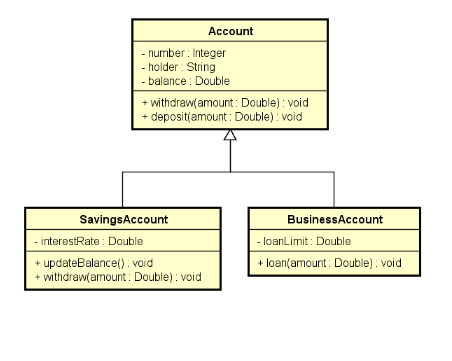 Account
- number : Integer
- holder : String
- balance : Double
+ withdraw(amount : Double) : void
+ deposit(amount : Double) : void
SavingsAccount
- interestRate : Double
+ updateBalance() : void
+ withdraw(amount : Double) : void
BusinessAccount
- loanLimit : Double
+ loan(amount : Double) : void